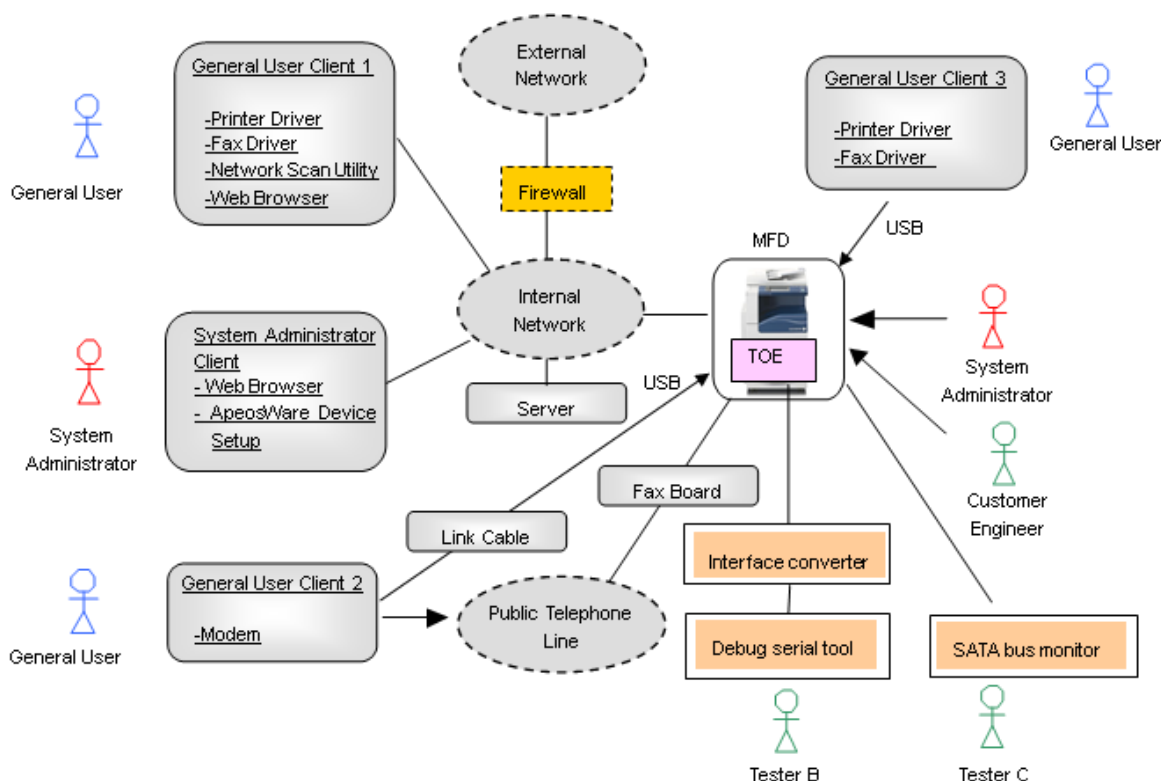 External
Network
General User Client 1
-Printer Driver
-Fax Driver
-Network Scan Utility
-Web Browser
General User
Firewall
General User Client 3
-Printer Driver
-Fax Driver
General User
USB
MFD
TOE
Internal
Network
System Administrator
Client
- Web Browser
- ApeosWare Device
Setup
System
Administrator
Server
USB
System
Administrator
Customer
Engineer
Fax Board
Link Cable
General User Client 2
-Modem
General User
Public Telephone
Line
Interface converter
Debug serial tool
SATA bus monitor
Tester B
Tester C